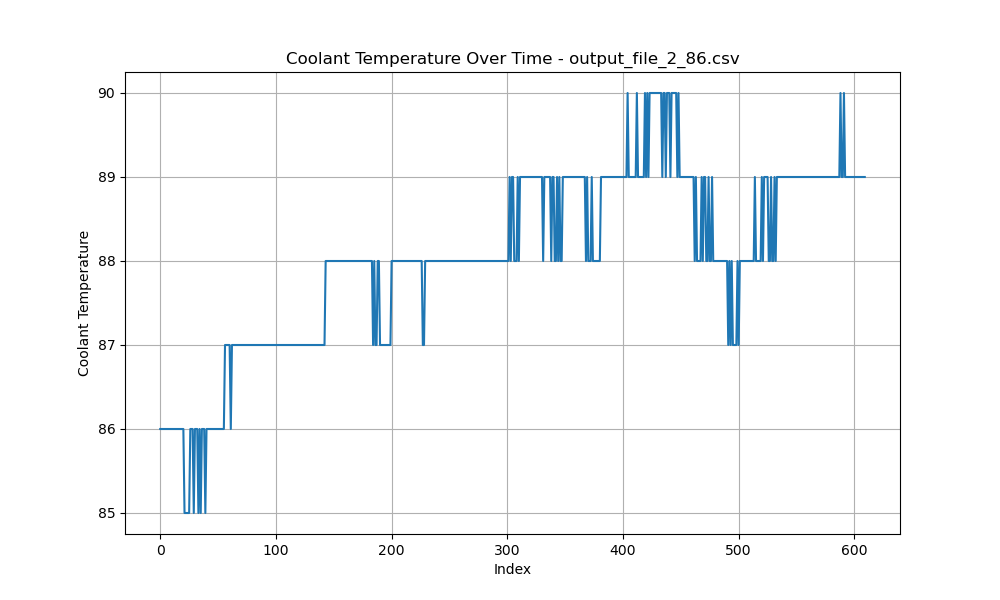 Coolant Temperature Over Time - output_file_2_86.csv
90
89
88
87
86
85
Coolant Temperature
0 100 200 300 400 500 600
Index